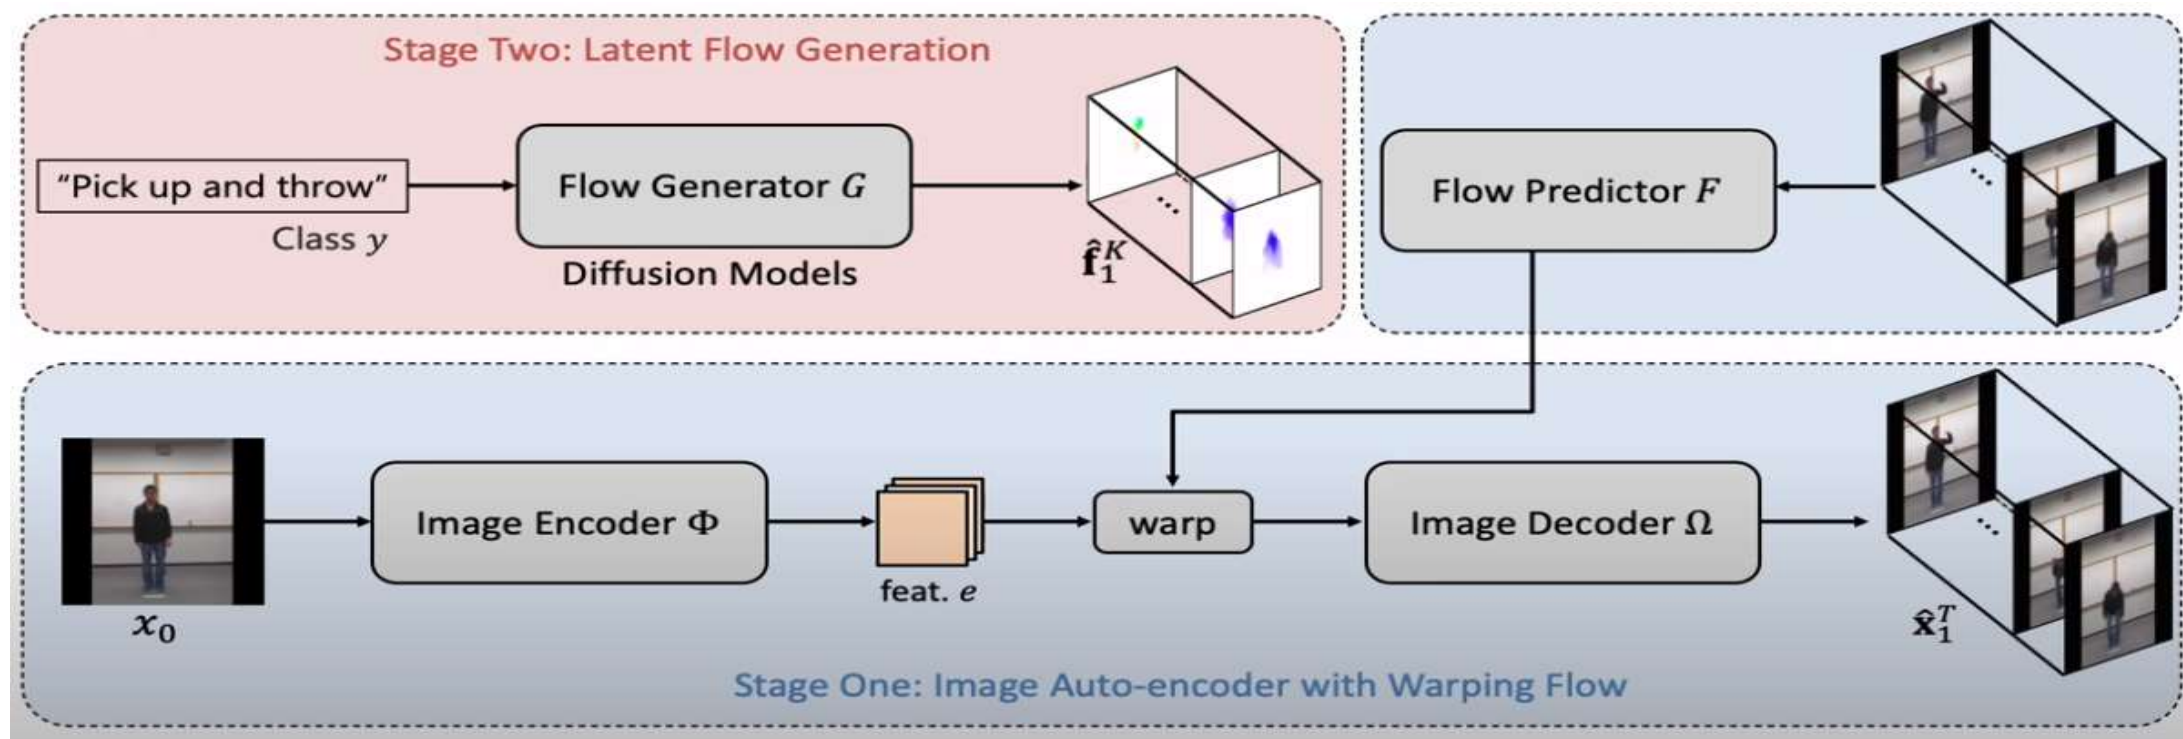 Stage Two: Latent Flow Generation
“Pick up and throw”
Class y
Flow Generator G
Diffusion Models
f̂₁ᴷ
Flow Predictor F
x₀
Image Encoder Φ
feat. e
warp
Image Decoder Ω
x̂₁ᵀ
Stage One: Image Auto-encoder with Warping Flow